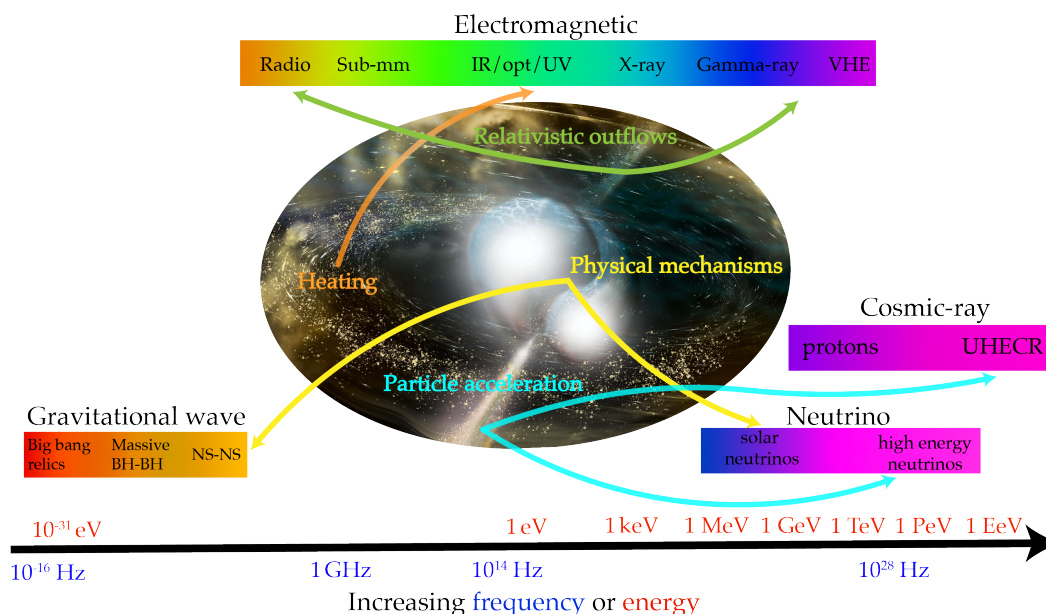 Electromagnetic
Radio Sub-mm IR/opt/UV X-ray Gamma-ray VHE
Relativistic outflows
Heating
Physical mechanisms
Cosmic-ray
protons UHECR
Particle acceleration
Gravitational wave
Big bang
relics
Massive
BH-BH
NS-NS
Neutrino
solar
neutrinos
high energy
neutrinos
10⁻³¹ eV 1 eV 1 keV 1 MeV 1 GeV 1 TeV 1 PeV 1 EeV
10⁻¹⁶ Hz 1 GHz 10¹⁴ Hz 10²⁸ Hz
Increasing frequency or energy